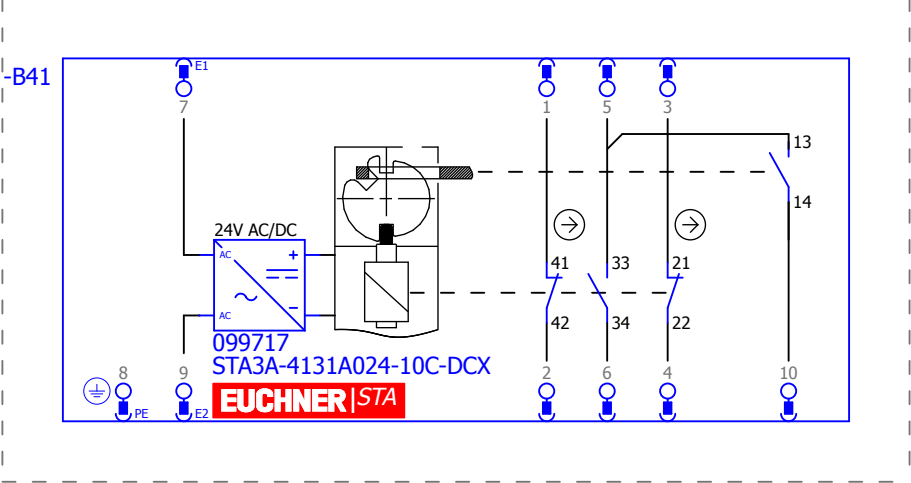 -B41
E1
7 1 5 3
13
14
24V AC/DC
AC +
AC -
41 33 21
42 34 22
099717
STA3A-4131A024-10C-DCX
EUCHNER STA
8 9 2 6 4 10
PE E2